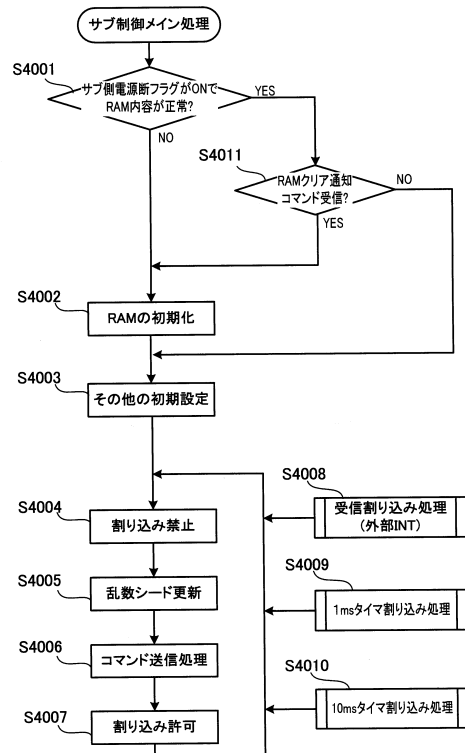 サブ制御メイン処理
S4001
サブ側電源断フラグがONで
RAM内容が正常?
YES
NO
S4011
RAMクリア通知
コマンド受信?
NO
YES
S4002
RAMの初期化
S4003
その他の初期設定
S4004
割り込み禁止
S4005
乱数シード更新
S4006
コマンド送信処理
S4007
割り込み許可
S4008
受信割り込み処理
(外部INT)
S4009
1msタイマ割り込み処理
S4010
10msタイマ割り込み処理